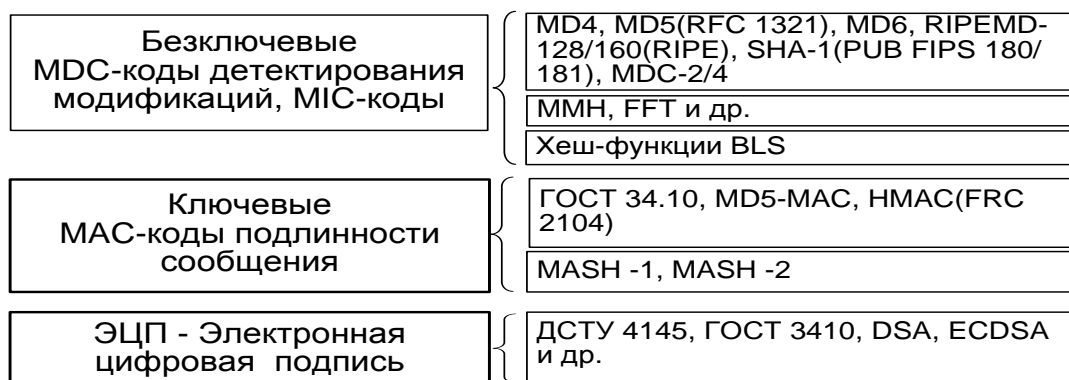 Безключевые
MDC-коды детектирования
модификаций, MIC-коды
MD4, MD5(RFC 1321), MD6, RIPEMD-
128/160(RIPE), SHA-1(PUB FIPS 180/
181), MDC-2/4
MMH, FFT и др.
Хеш-функции BLS
Ключевые
MAC-коды подлинности
сообщения
ГОСТ 34.10, MD5-MAC, HMAC(FRC
2104)
MASH -1, MASH -2
ЭЦП - Электронная
цифровая подпись
ДСТУ 4145, ГОСТ 3410, DSA, ECDSA
и др.